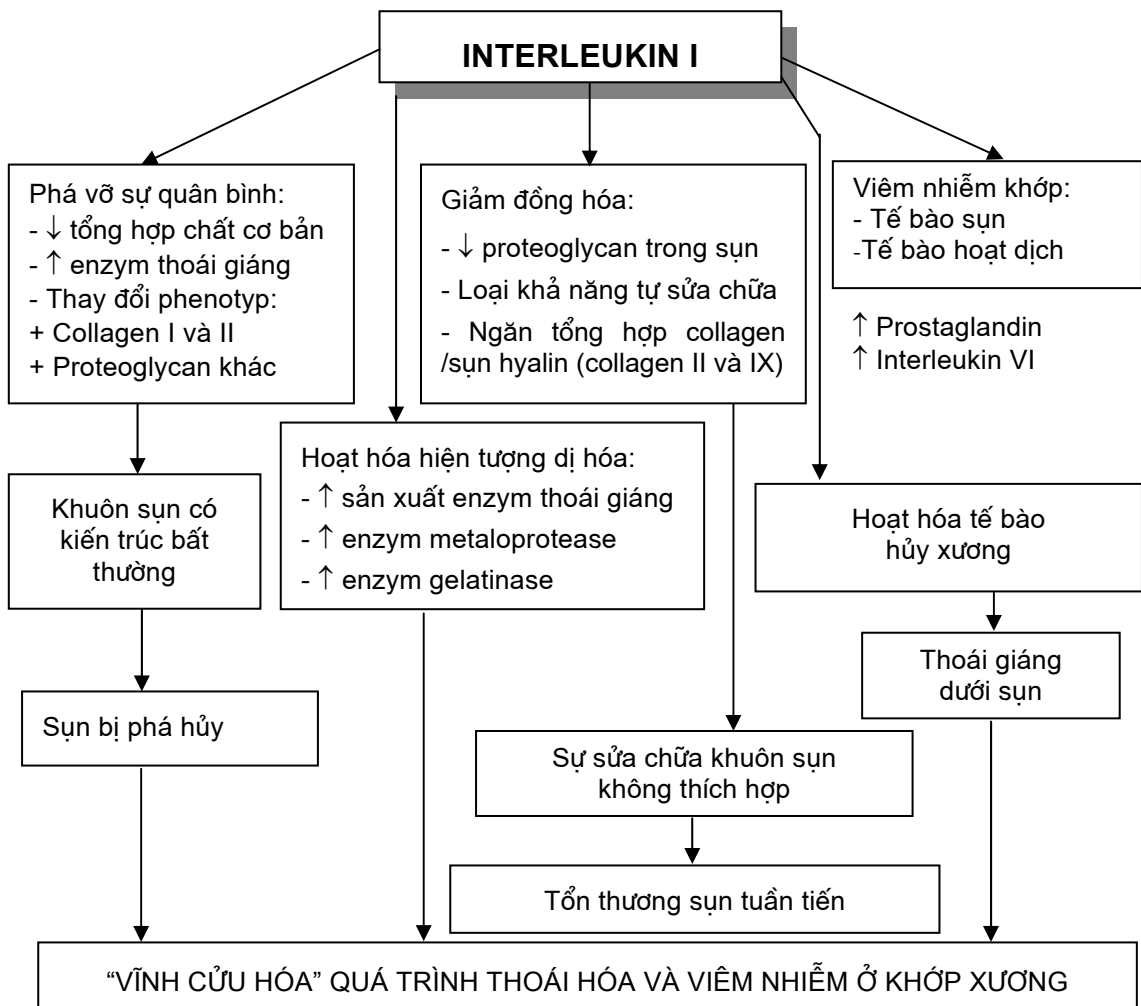 INTERLEUKIN I
Phá vỡ sự quân bình:
- ↓ tổng hợp chất cơ bản
- ↑ enzym thoái giáng
- Thay đổi phenotyp:
+ Collagen I và II
+ Proteoglycan khác
Giảm đồng hóa:
- ↓ proteoglycan trong sụn
- Loại khả năng tự sửa chữa
- Ngăn tổng hợp collagen
/sụn hyalin (collagen II và IX)
Viêm nhiễm khớp:
- Tế bào sụn
-Tế bào hoạt dịch
↑ Prostaglandin
↑ Interleukin VI
Hoạt hóa hiện tượng dị hóa:
- ↑ sản xuất enzym thoái giáng
- ↑ enzym metaloprotease
- ↑ enzym gelatinase
Khuôn sụn có
kiến trúc bất
thường
Hoạt hóa tế bào
hủy xương
Thoái giáng
dưới sụn
Sụn bị phá hủy
Sự sửa chữa khuôn sụn
không thích hợp
Tổn thương sụn tuần tiến
“VĨNH CỬU HÓA” QUÁ TRÌNH THOÁI HÓA VÀ VIÊM NHIỄM Ở KHỚP XƯƠNG